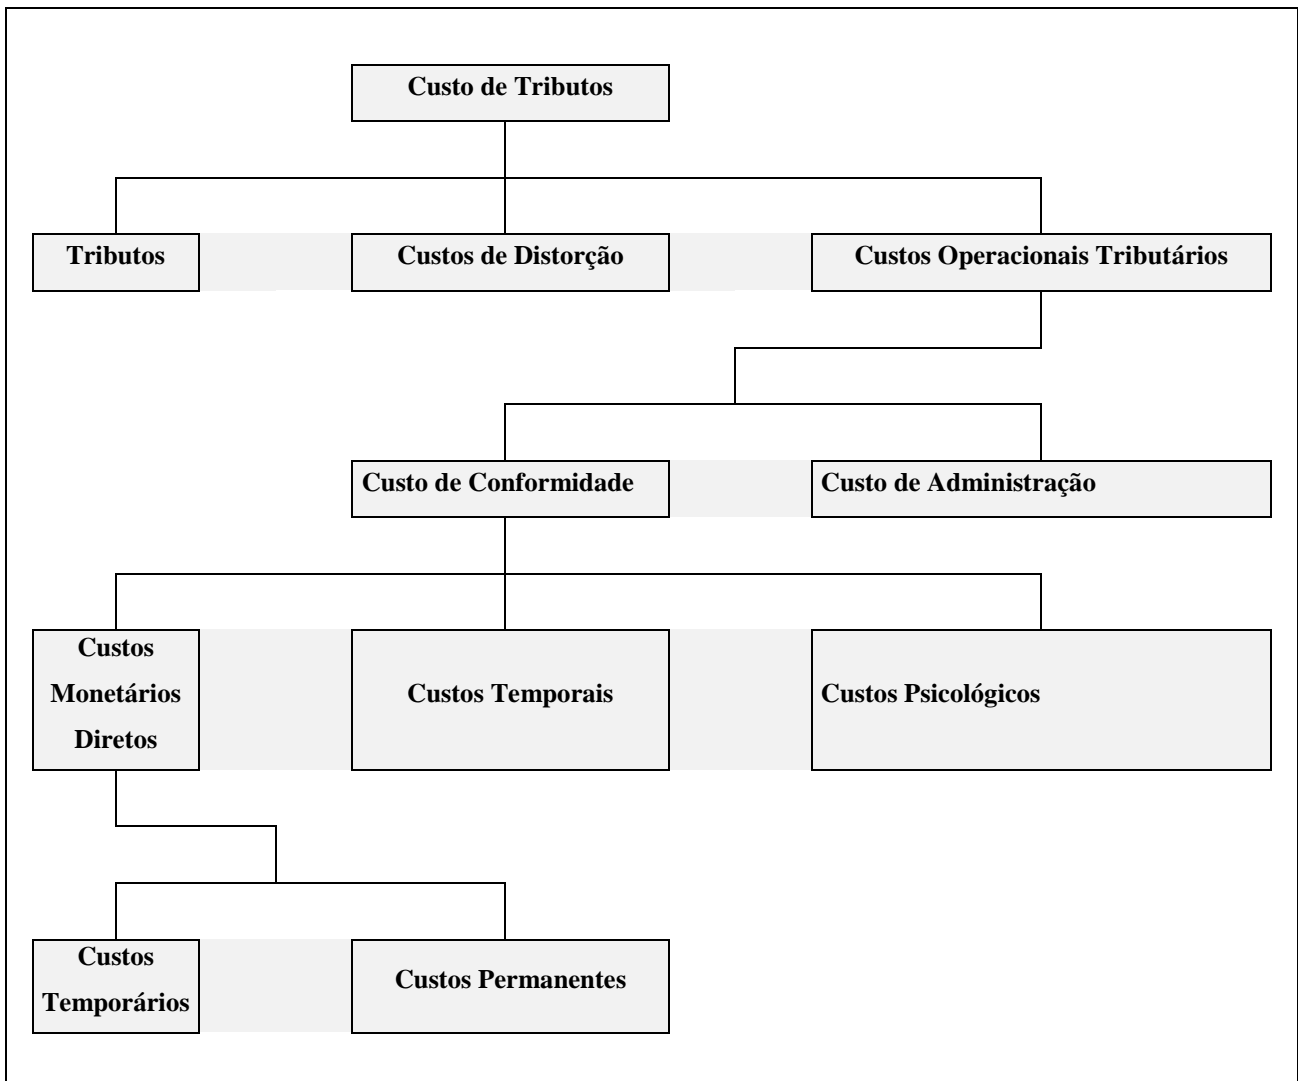 Custo de Tributos
Tributos
Custos de Distorção
Custos Operacionais Tributários
Custo de Conformidade
Custo de Administração
Custos
Monetários
Diretos
Custos Temporais
Custos Psicológicos
Custos
Temporários
Custos Permanentes